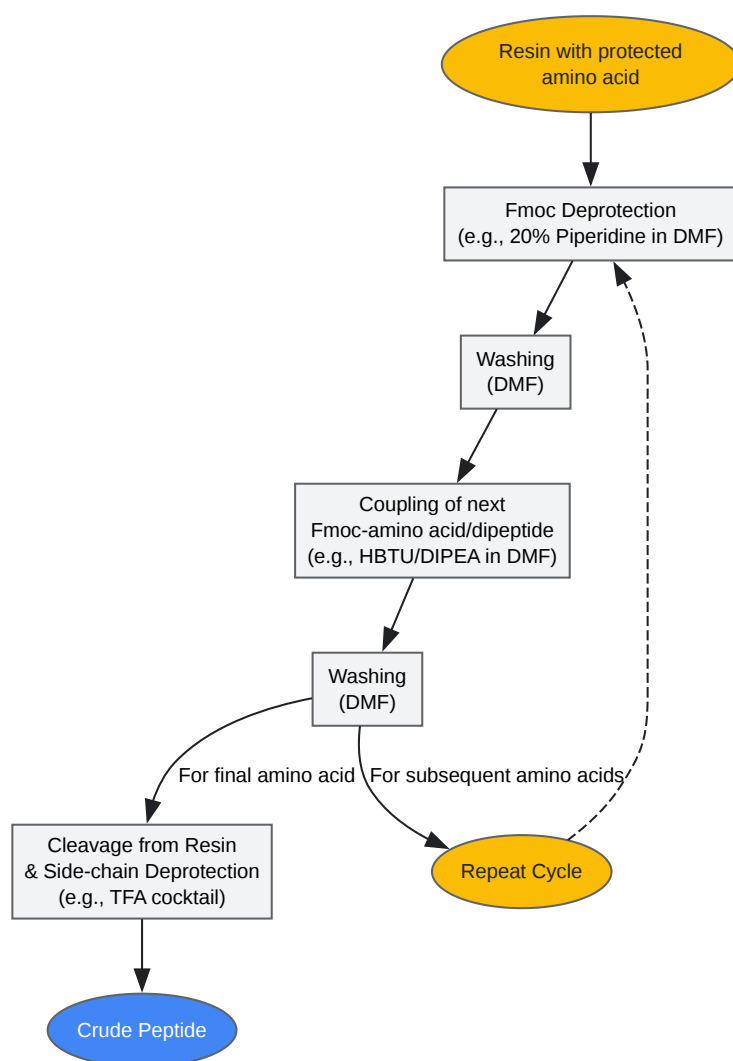 Resin with protected
amino acid
Fmoc Deprotection
(e.g., 20% Piperidine in DMF)
Washing
(DMF)
Coupling of next
Fmoc-amino acid/dipeptide
(e.g., HBTU/DIPEA in DMF)
Washing
(DMF)
For final amino acid
For subsequent amino acids
Cleavage from Resin
& Side-chain Deprotection
(e.g., TFA cocktail)
Repeat Cycle
Crude Peptide